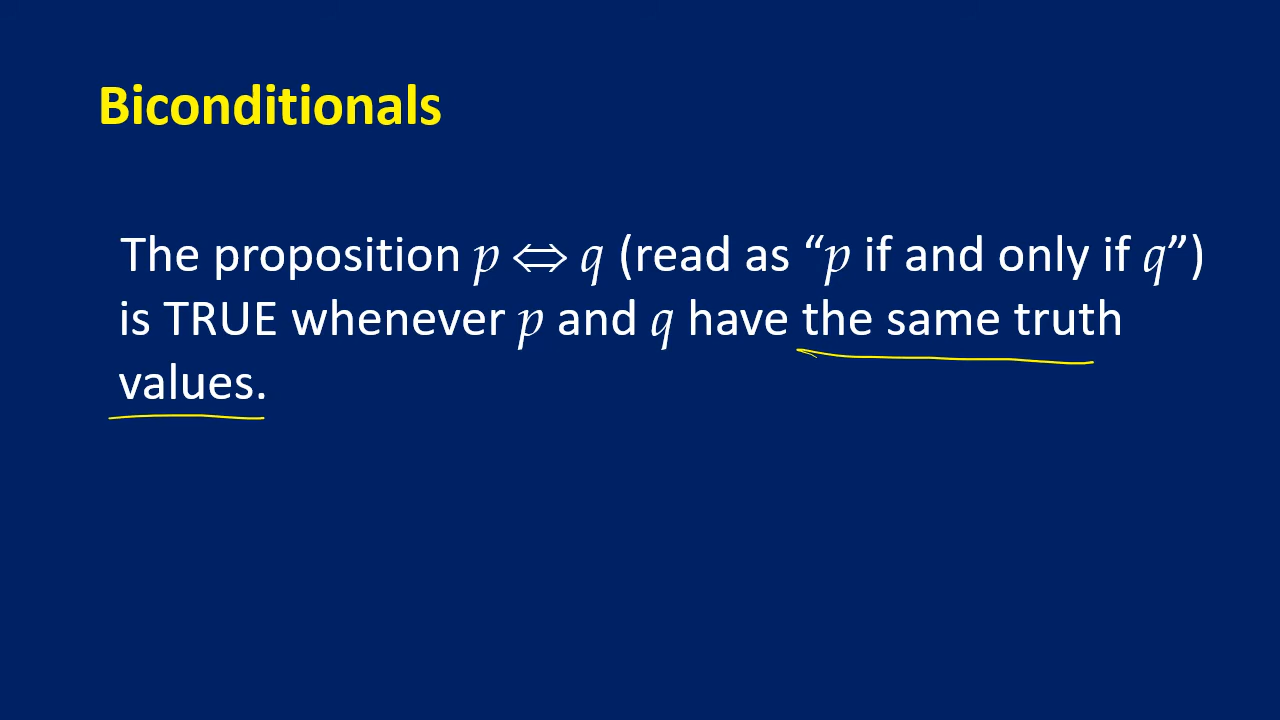 Biconditionals
The proposition p ⇔ q (read as “p if and only if q”)
is TRUE whenever p and q have the same truth
values.